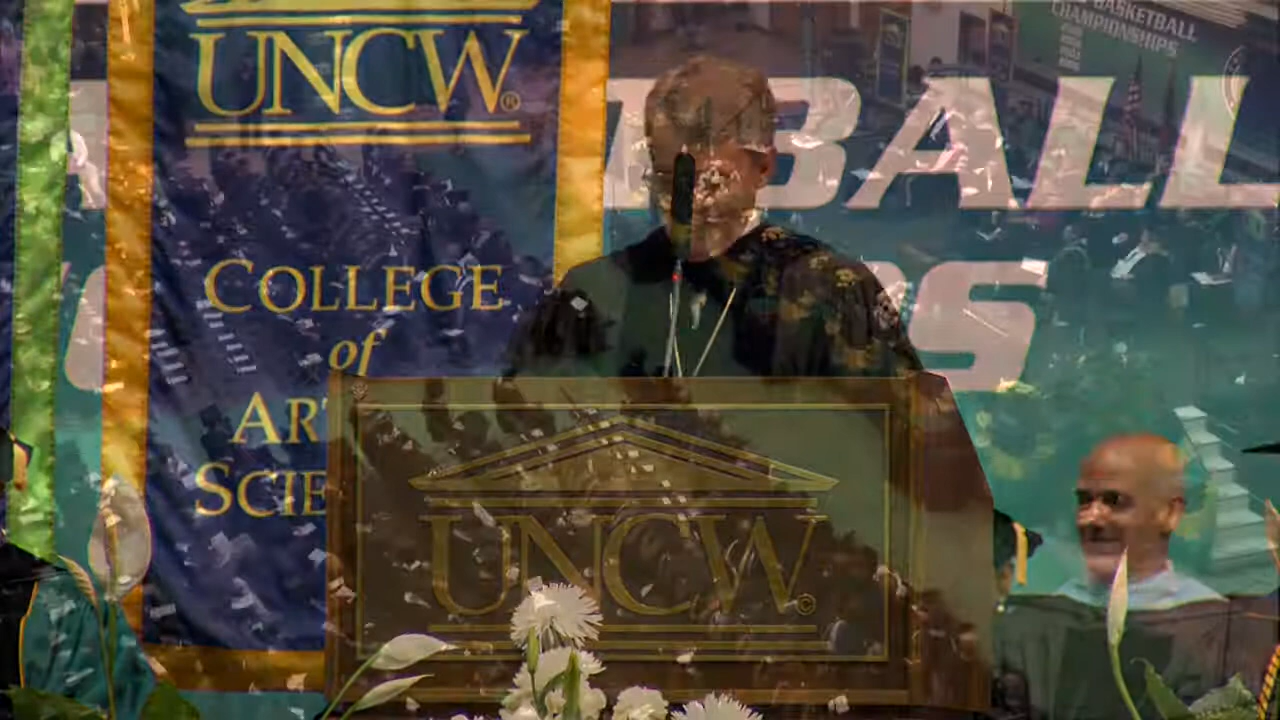 UNCW®
COLLEGE
of
AR
SCIE
BASKETBALL
CHAMPIONSHIPS
BALL
S
UNCW©